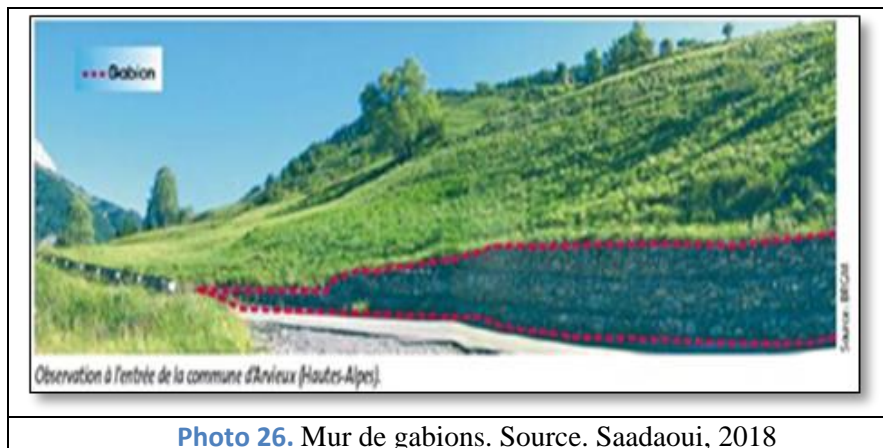 Gabion
Source : BRGM
Observation à l'entrée de la commune d'Arvieux (Hautes-Alpes).
Photo 26. Mur de gabions. Source. Saadaoui, 2018